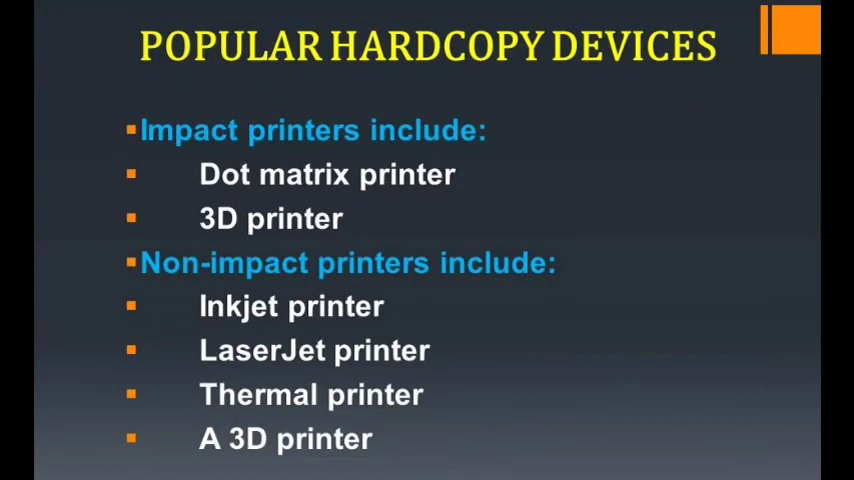 POPULAR HARDCOPY DEVICES
Impact printers include:
Dot matrix printer
3D printer
Non-impact printers include:
Inkjet printer
LaserJet printer
Thermal printer
A 3D printer